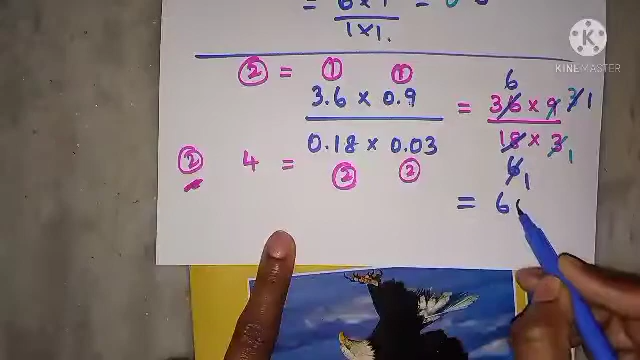 = 6 × 1 =
1 × 1.
② = ① ①
3.6 × 0.9 = 36 × 9 3 1
6
0.18 × 0.03 18 × 3 1
② 4 = ② ② 6 1
= 6
K
KINEMASTER